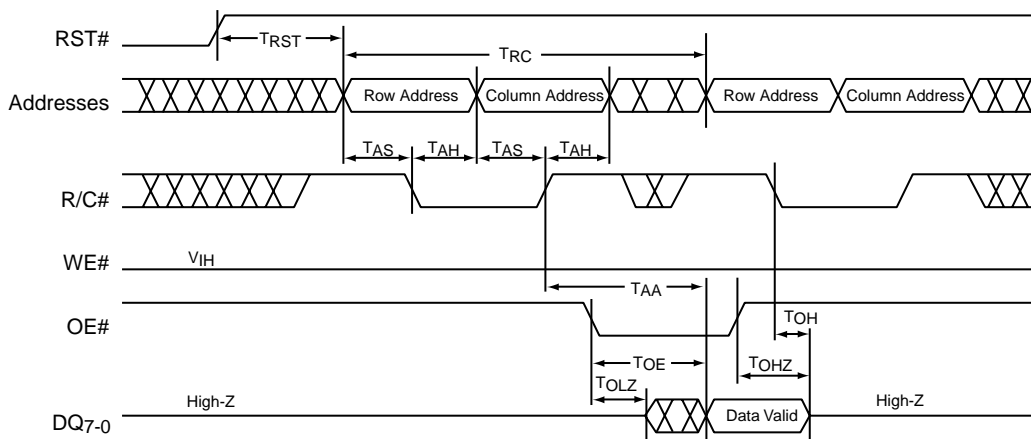 RST#
TRST
TRC
Addresses
Row Address
Column Address
Row Address
Column Address
TAS
TAH
TAS
TAH
R/C#
WE#
VIH
TAA
OE#
TOH
TOE
TOHZ
TOLZ
DQ7-0
High-Z
Data Valid
High-Z